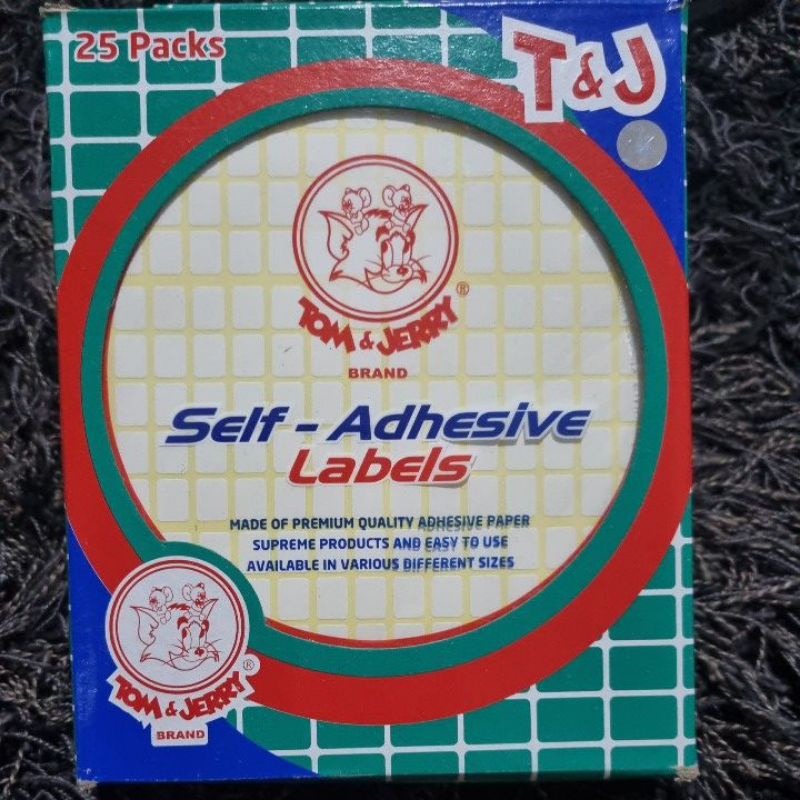 25 Packs
T&J
TOM & JERRY®
BRAND
Self - Adhesive
Labels
MADE OF PREMIUM QUALITY ADHESIVE PAPER
SUPREME PRODUCTS AND EASY TO USE
AVAILABLE IN VARIOUS DIFFERENT SIZES
TOM & JERRY®
BRAND